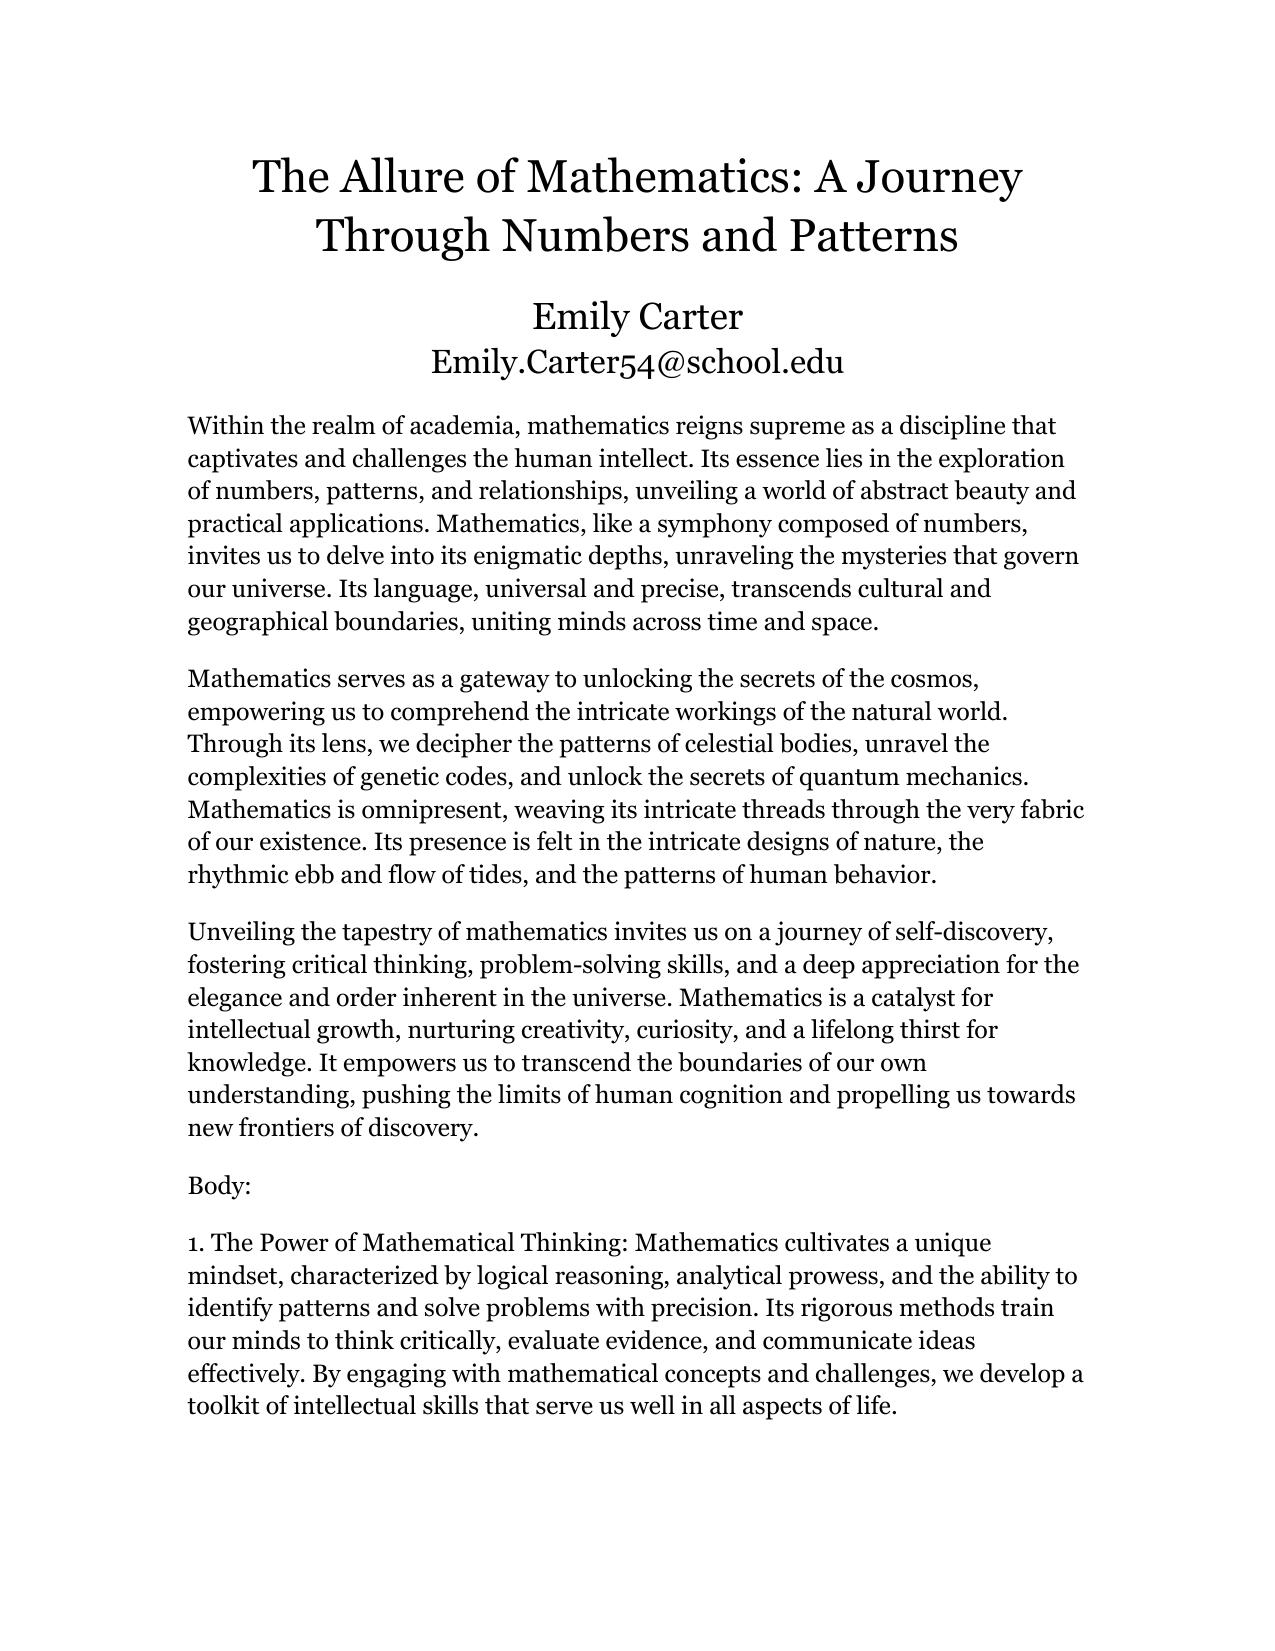 The Allure of Mathematics: A Journey
Through Numbers and Patterns
Emily Carter
Emily.Carter54@school.edu
Within the realm of academia, mathematics reigns supreme as a discipline that
captivates and challenges the human intellect. Its essence lies in the exploration
of numbers, patterns, and relationships, unveiling a world of abstract beauty and
practical applications. Mathematics, like a symphony composed of numbers,
invites us to delve into its enigmatic depths, unraveling the mysteries that govern
our universe. Its language, universal and precise, transcends cultural and
geographical boundaries, uniting minds across time and space.
Mathematics serves as a gateway to unlocking the secrets of the cosmos,
empowering us to comprehend the intricate workings of the natural world.
Through its lens, we decipher the patterns of celestial bodies, unravel the
complexities of genetic codes, and unlock the secrets of quantum mechanics.
Mathematics is omnipresent, weaving its intricate threads through the very fabric
of our existence. Its presence is felt in the intricate designs of nature, the
rhythmic ebb and flow of tides, and the patterns of human behavior.
Unveiling the tapestry of mathematics invites us on a journey of self-discovery,
fostering critical thinking, problem-solving skills, and a deep appreciation for the
elegance and order inherent in the universe. Mathematics is a catalyst for
intellectual growth, nurturing creativity, curiosity, and a lifelong thirst for
knowledge. It empowers us to transcend the boundaries of our own
understanding, pushing the limits of human cognition and propelling us towards
new frontiers of discovery.
Body:
1. The Power of Mathematical Thinking: Mathematics cultivates a unique
mindset, characterized by logical reasoning, analytical prowess, and the ability to
identify patterns and solve problems with precision. Its rigorous methods train
our minds to think critically, evaluate evidence, and communicate ideas
effectively. By engaging with mathematical concepts and challenges, we develop a
toolkit of intellectual skills that serve us well in all aspects of life.